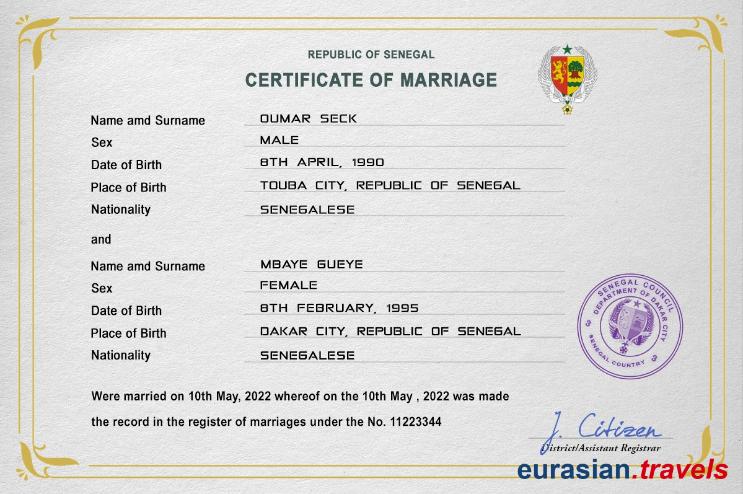 REPUBLIC OF SENEGAL
CERTIFICATE OF MARRIAGE
Name amd Surname OUMAR SECK
Sex MALE
Date of Birth 8TH APRIL, 1990
Place of Birth TOUBA CITY, REPUBLIC OF SENEGAL
Nationality SENEGALESE
and
Name amd Surname MBAYE GUEYE
Sex FEMALE
Date of Birth 8TH FEBRUARY, 1995
Place of Birth DAKAR CITY, REPUBLIC OF SENEGAL
Nationality SENEGALESE
SENEGAL COUNCIL
DEPARTMENT OF DAKAR CITY
SENEGAL COUNTRY
Were married on 10th May, 2022 whereof on the 10th May , 2022 was made
the record in the register of marriages under the No. 11223344
J. Citizen
District/Assistant Registrar
eurasian.travels